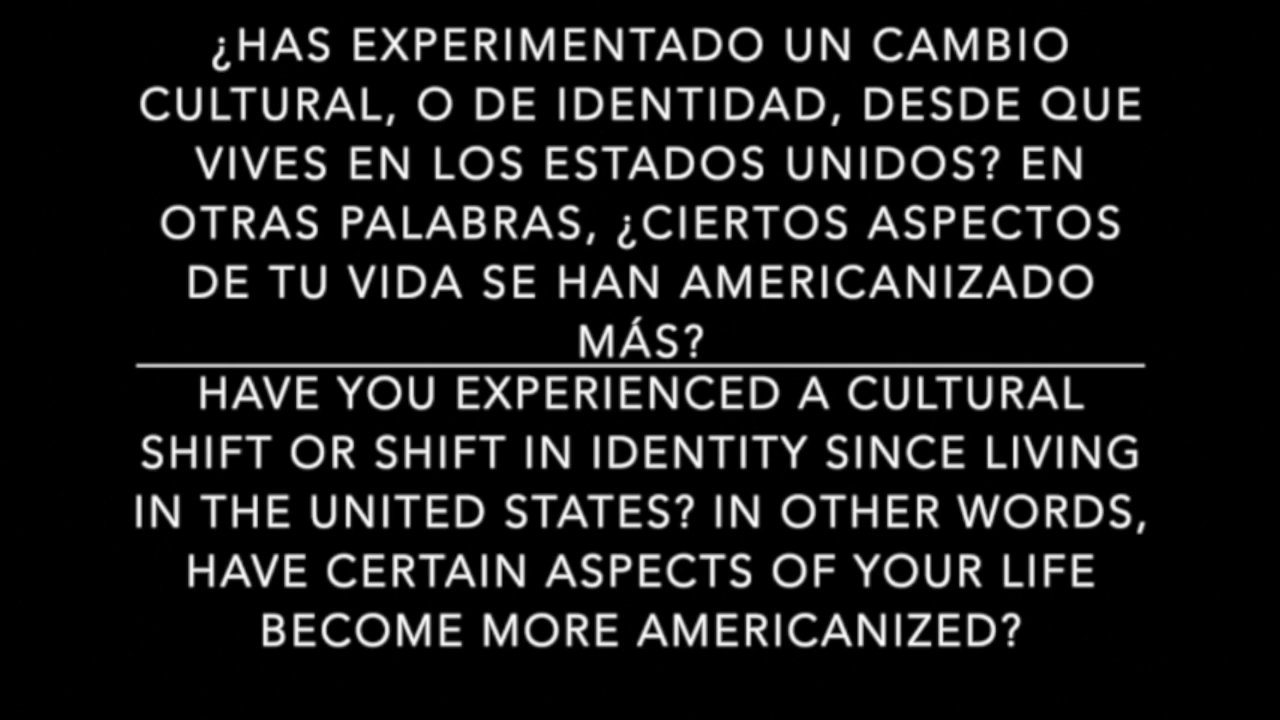 ¿HAS EXPERIMENTADO UN CAMBIO
CULTURAL, O DE IDENTIDAD, DESDE QUE
VIVES EN LOS ESTADOS UNIDOS? EN
OTRAS PALABRAS, ¿CIERTOS ASPECTOS
DE TU VIDA SE HAN AMERICANIZADO
MÁS?
HAVE YOU EXPERIENCED A CULTURAL
SHIFT OR SHIFT IN IDENTITY SINCE LIVING
IN THE UNITED STATES? IN OTHER WORDS,
HAVE CERTAIN ASPECTS OF YOUR LIFE
BECOME MORE AMERICANIZED?